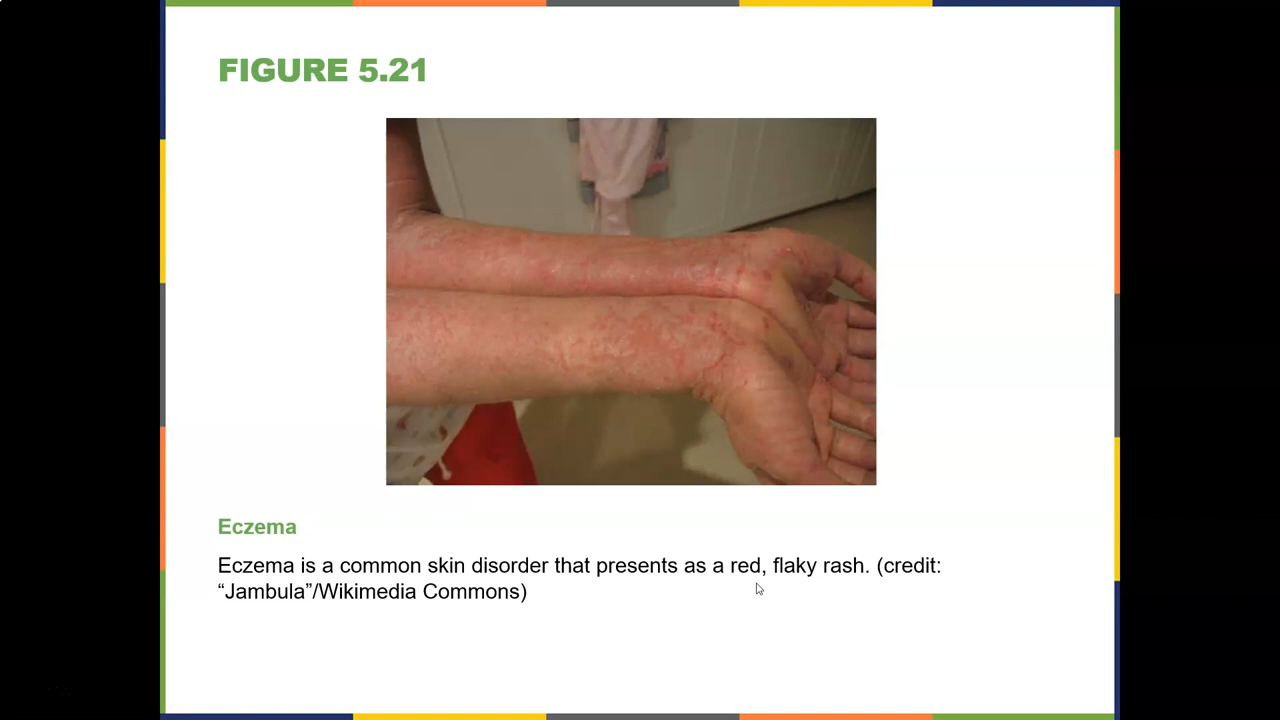 FIGURE 5.21
Eczema
Eczema is a common skin disorder that presents as a red, flaky rash. (credit:
“Jambula”/Wikimedia Commons)